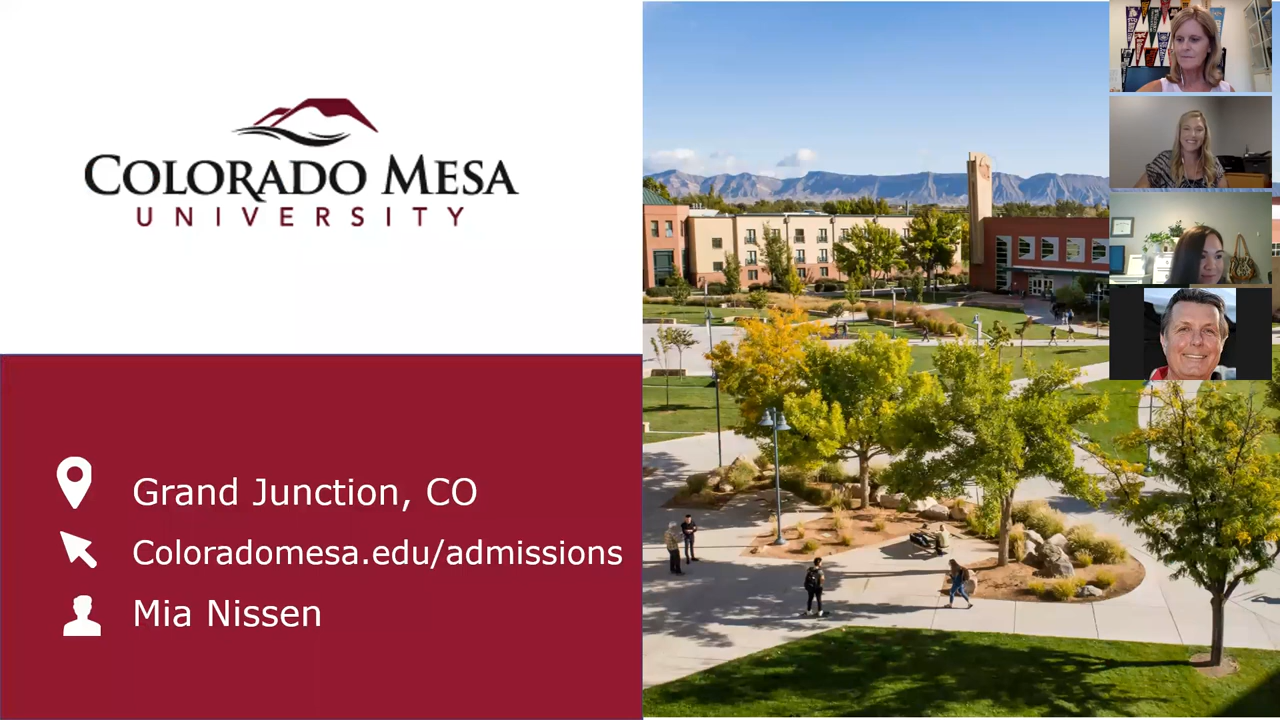 COLORADO MESA
UNIVERSITY
Grand Junction, CO
Coloradomesa.edu/admissions
Mia Nissen